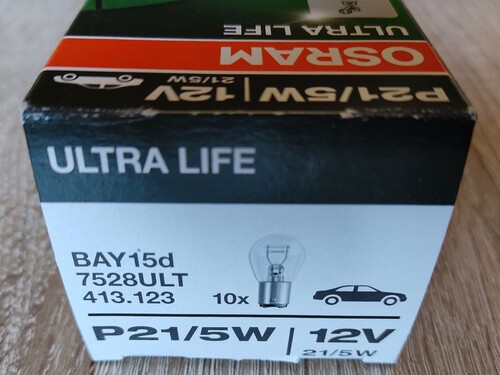 ULTRA LIFE
OSRAM
P21/5W | 12V
21/5W
ULTRA LIFE
BAY15d
7528ULT
413.123
10x
P21/5W | 12V
21/5W